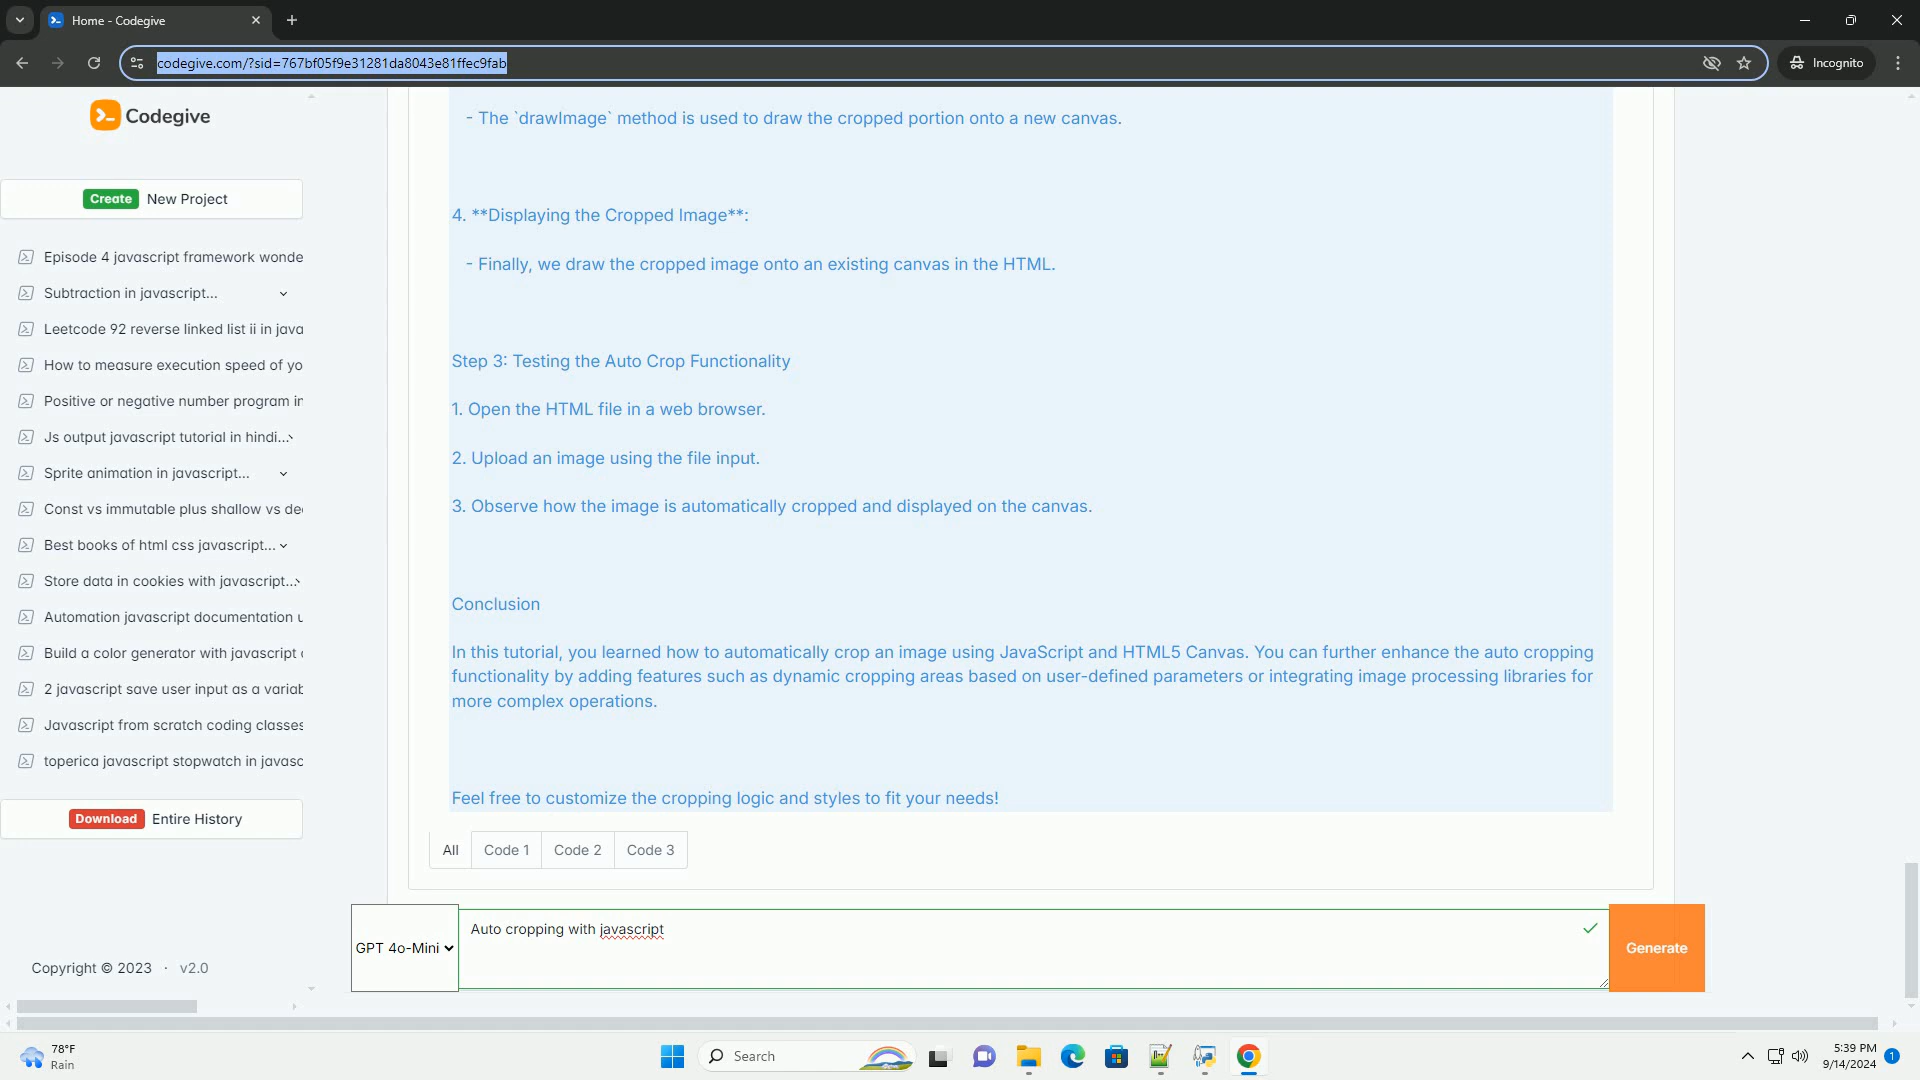 Home - Codegive
codegive.com/?sid=767bf05f9e31281da8043e81ffec9fab
Incognito
Codegive
Create New Project
Episode 4 javascript framework wonde
Subtraction in javascript...
Leetcode 92 reverse linked list ii in java
How to measure execution speed of yo
Positive or negative number program in
Js output javascript tutorial in hindi...
Sprite animation in javascript...
Const vs immutable plus shallow vs de
Best books of html css javascript...
Store data in cookies with javascript...
Automation javascript documentation u
Build a color generator with javascript
2 javascript save user input as a variab
Javascript from scratch coding classes
toperica javascript stopwatch in javasc
Download Entire History
Copyright © 2023 · v2.0
- The `drawImage` method is used to draw the cropped portion onto a new canvas.
4. **Displaying the Cropped Image**:
- Finally, we draw the cropped image onto an existing canvas in the HTML.
Step 3: Testing the Auto Crop Functionality
1. Open the HTML file in a web browser.
2. Upload an image using the file input.
3. Observe how the image is automatically cropped and displayed on the canvas.
Conclusion
In this tutorial, you learned how to automatically crop an image using JavaScript and HTML5 Canvas. You can further enhance the auto cropping
functionality by adding features such as dynamic cropping areas based on user-defined parameters or integrating image processing libraries for
more complex operations.
Feel free to customize the cropping logic and styles to fit your needs!
All Code 1 Code 2 Code 3
GPT 4o-Mini
Auto cropping with javascript
Generate
78°F
Rain
Search
5:39 PM
9/14/2024
1